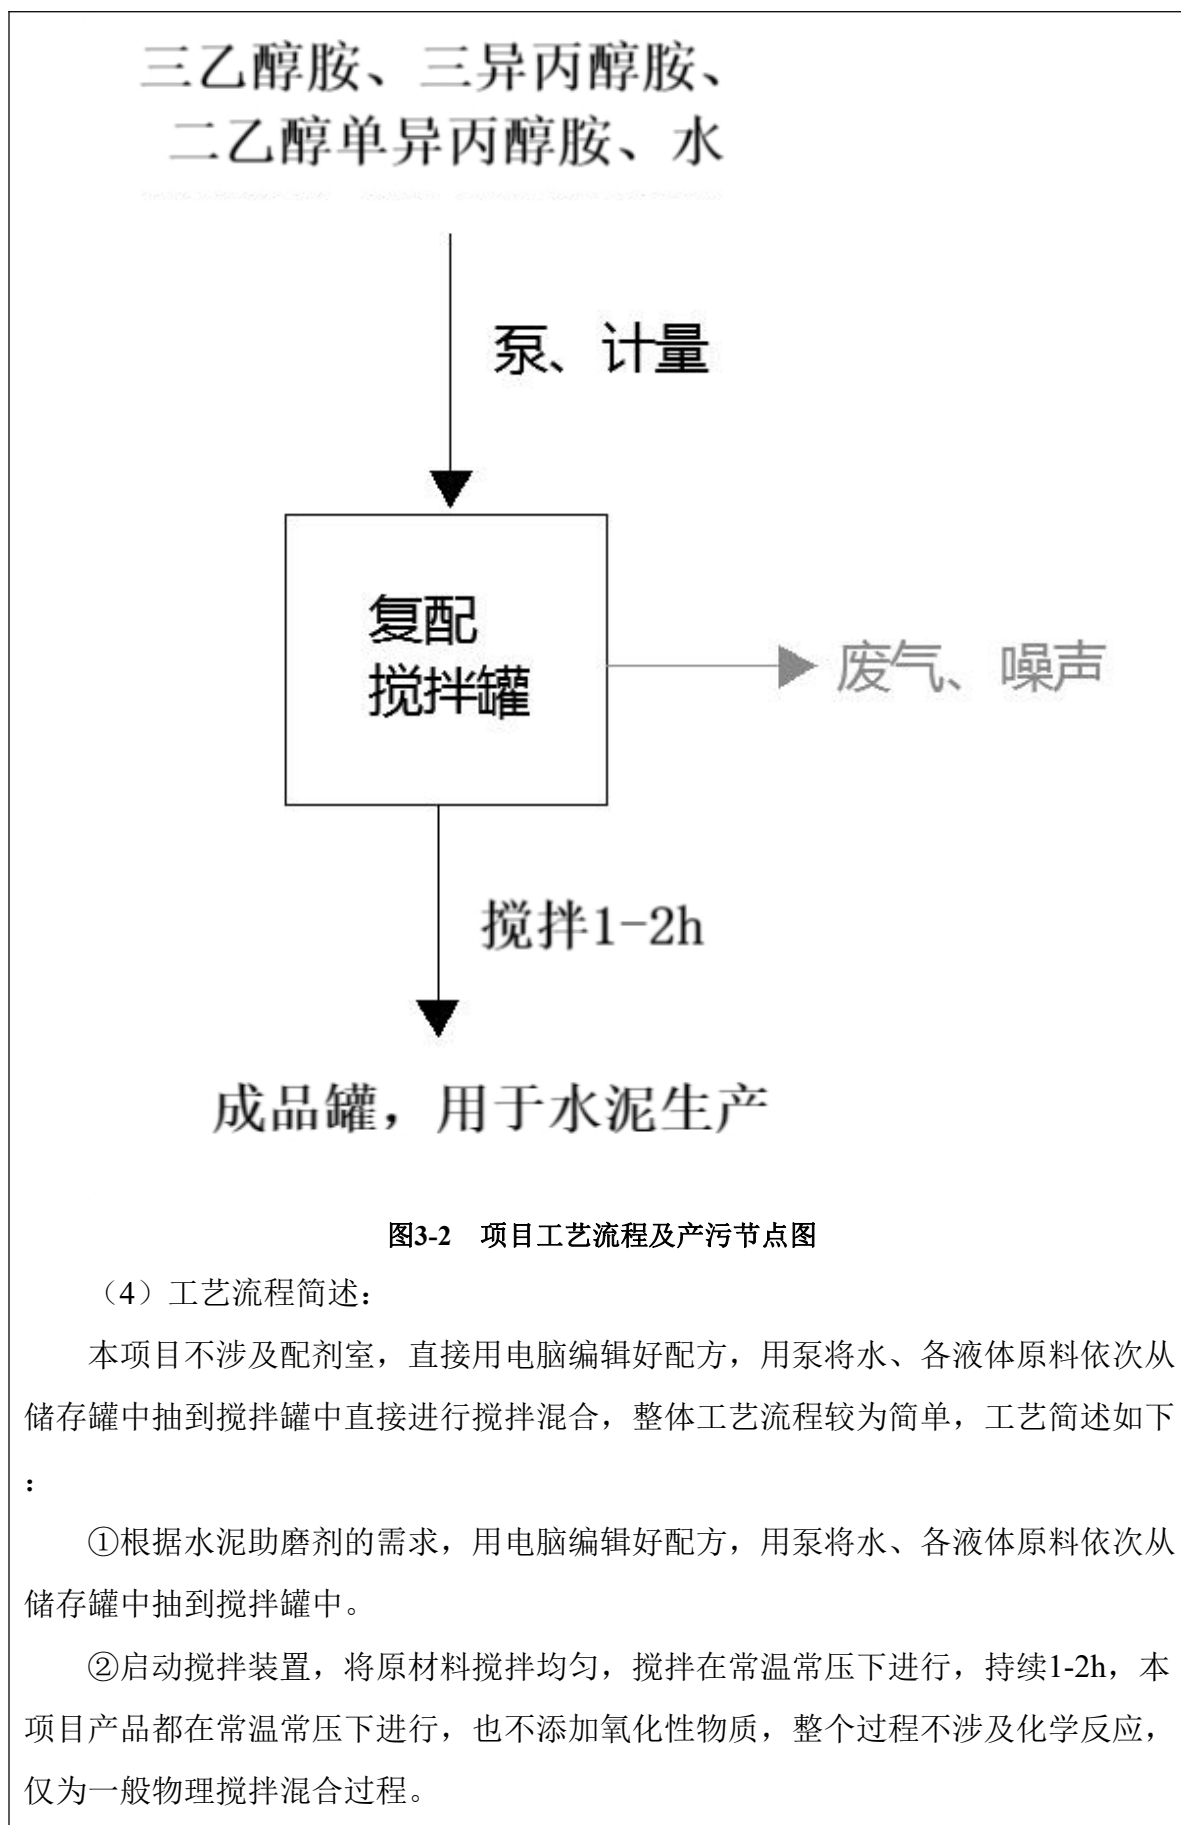 三乙醇胺、三异丙醇胺、
二乙醇单异丙醇胺、水
泵、计量
复配
搅拌罐
废气、噪声
搅拌1-2h
成品罐，用于水泥生产
图3-2 项目工艺流程及产污节点图
（4）工艺流程简述：
本项目不涉及配剂室，直接用电脑编辑好配方，用泵将水、各液体原料依次从
储存罐中抽到搅拌罐中直接进行搅拌混合，整体工艺流程较为简单，工艺简述如下
：
①根据水泥助磨剂的需求，用电脑编辑好配方，用泵将水、各液体原料依次从
储存罐中抽到搅拌罐中。
②启动搅拌装置，将原材料搅拌均匀，搅拌在常温常压下进行，持续1-2h，本
项目产品都在常温常压下进行，也不添加氧化性物质，整个过程不涉及化学反应，
仅为一般物理搅拌混合过程。